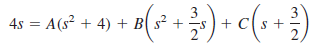 4s = A(s² + 4) + B(s² + 3/2 s) + C(s + 3/2)